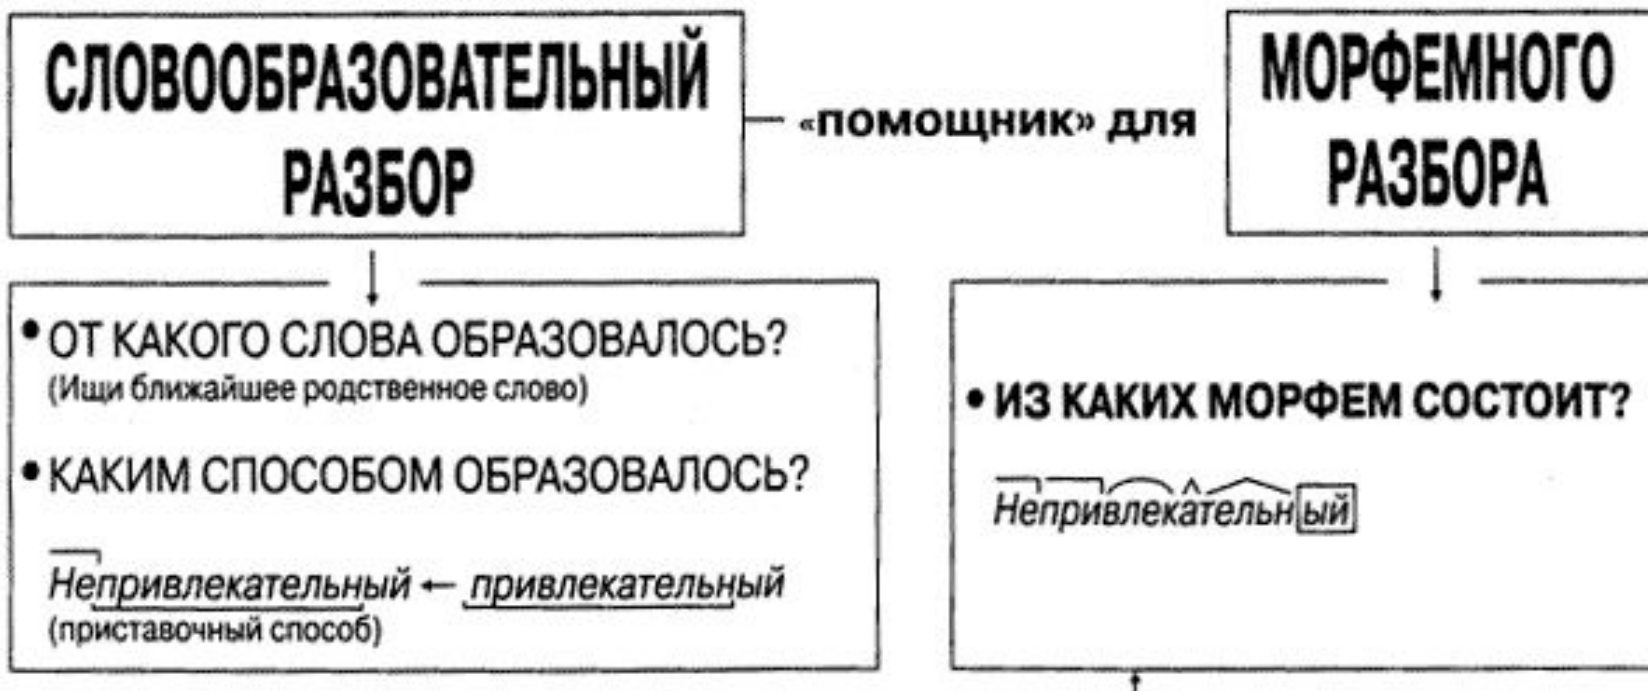 СЛОВООБРАЗОВАТЕЛЬНЫЙ
РАЗБОР
«помощник» для
МОРФЕМНОГО
РАЗБОРА
• ОТ КАКОГО СЛОВА ОБРАЗОВАЛОСЬ?
(Ищи ближайшее родственное слово)
• КАКИМ СПОСОБОМ ОБРАЗОВАЛОСЬ?
Непривлекательный ← привлекательный
(приставочный способ)
• ИЗ КАКИХ МОРФЕМ СОСТОИТ?
Непривлекательный